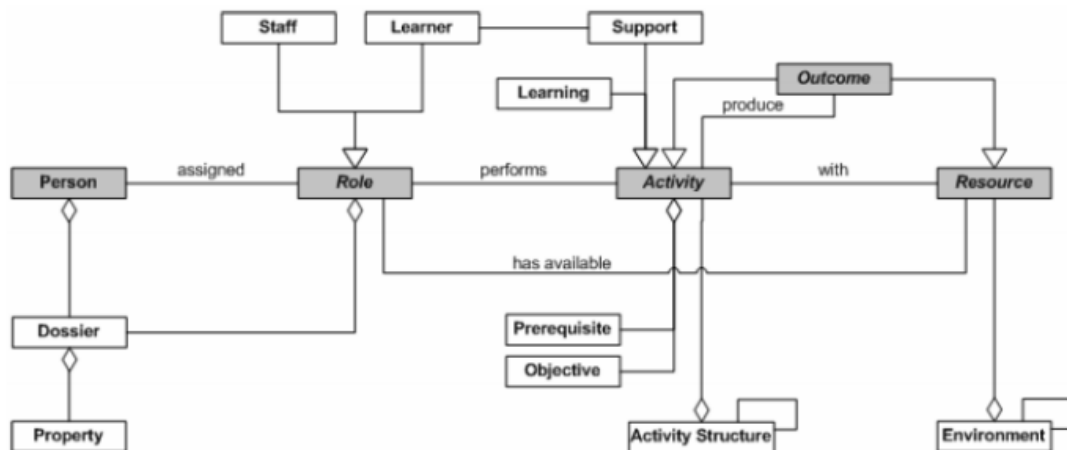 Staff
Learner
Support
Learning
Outcome
produce
Person
assigned
Role
performs
Activity
with
Resource
has available
Dossier
Prerequisite
Objective
Property
Activity Structure
Environment